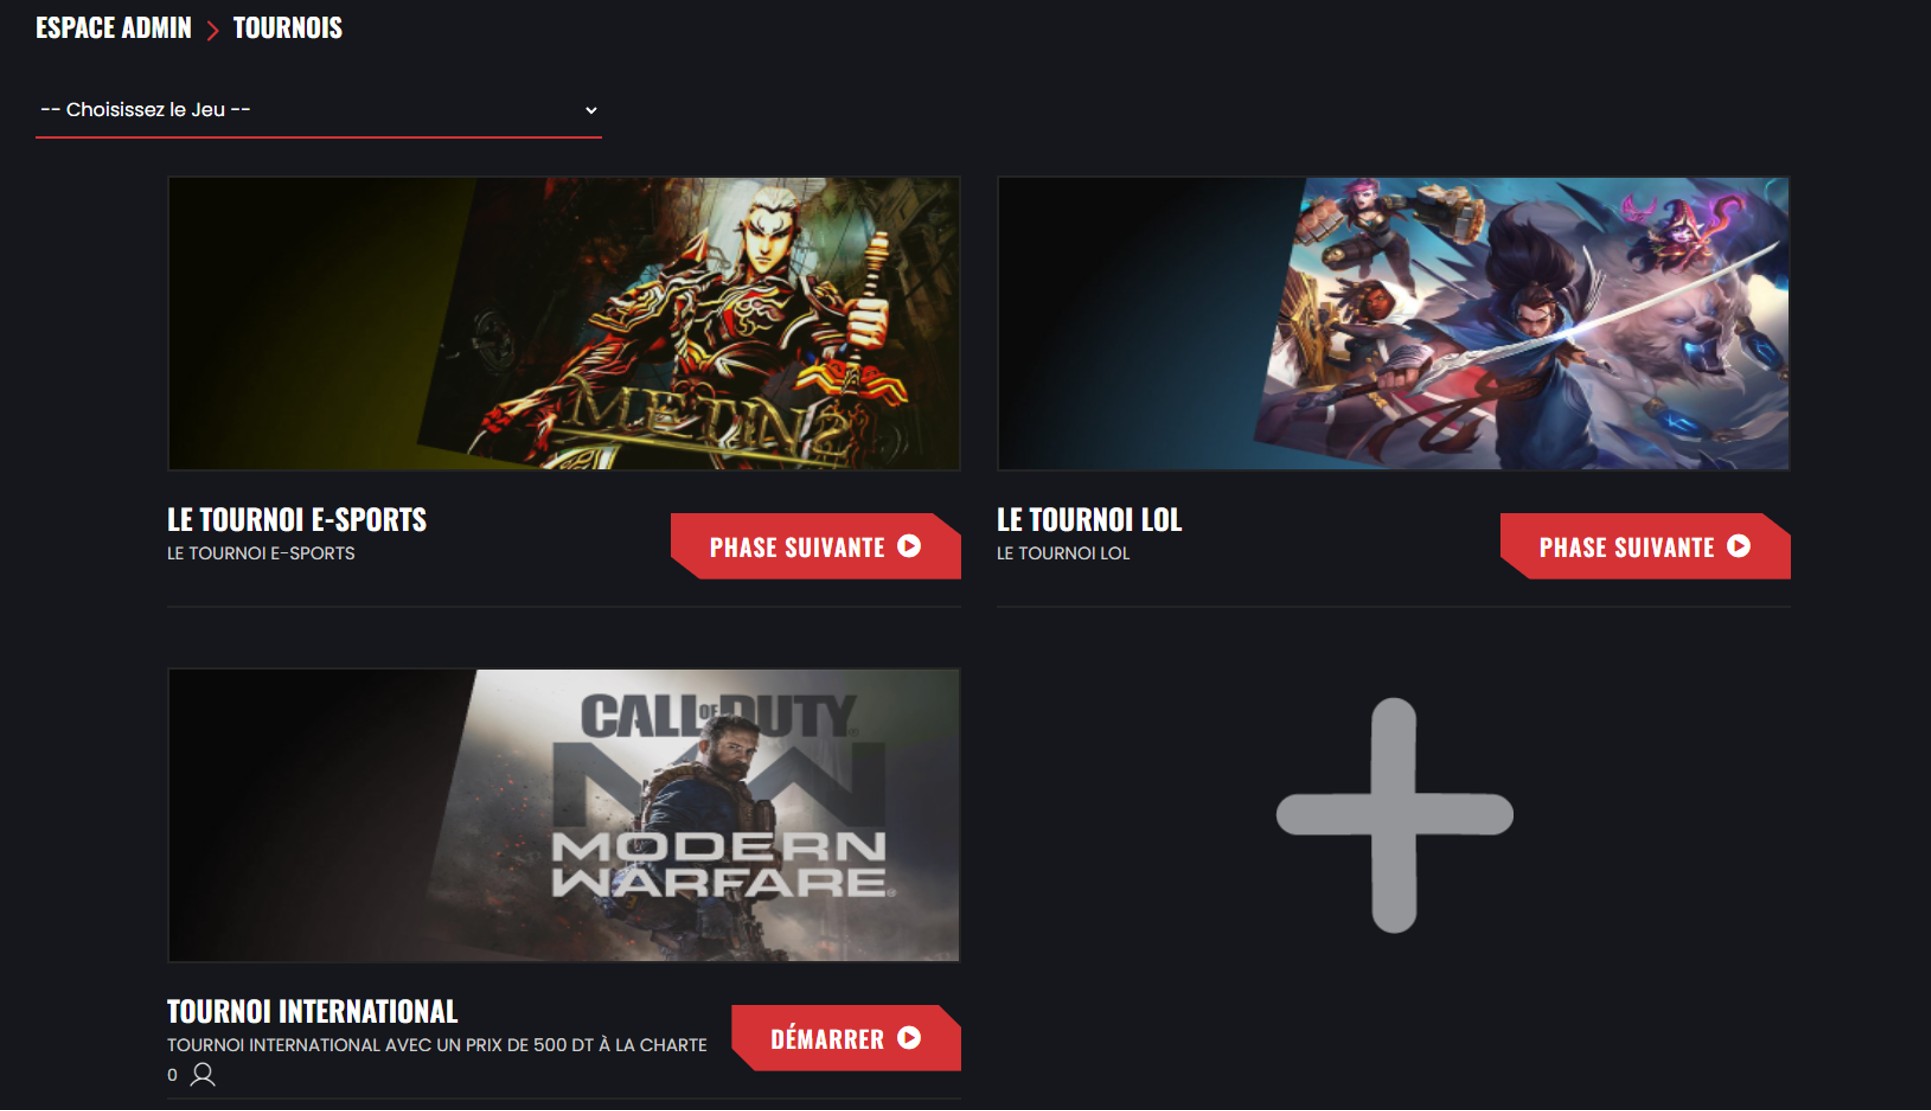 ESPACE ADMIN > TOURNOIS
-- Choisissez le Jeu --
METIN2
LE TOURNOI E-SPORTS
LE TOURNOI E-SPORTS
PHASE SUIVANTE
LE TOURNOI LOL
LE TOURNOI LOL
PHASE SUIVANTE
CALL OF DUTY
MW
MODERN
WARFARE
TOURNOI INTERNATIONAL
TOURNOI INTERNATIONAL AVEC UN PRIX DE 500 DT À LA CHARTE
0
DÉMARRER